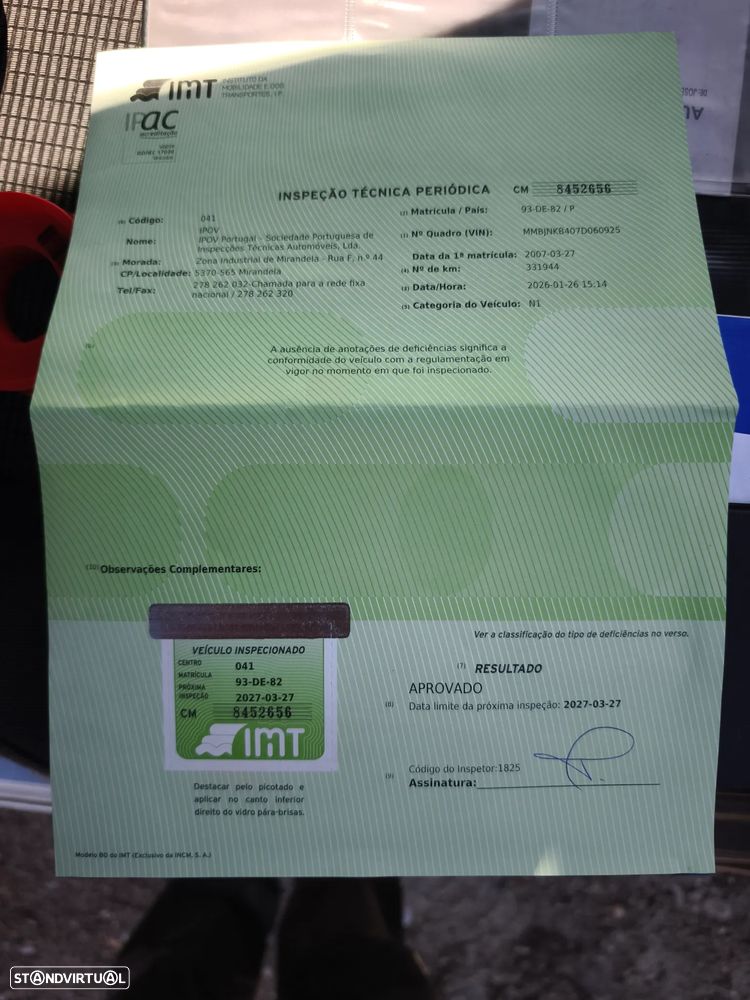 IMT INSTITUTO DA
MOBILIDADE E DOS
TRANSPORTES, I.P.
IPAC
acreditação
INSPEÇÃO TÉCNICA PERIÓDICA CM 8452656
Código: 041
Nome: IPOV
IPOV Portugal - Sociedade Portuguesa de
Inspecções Técnicas Automóveis, Lda.
Morada: Zona Industrial de Mirandela - Rua F, n.º 44
CP/Localidade: 5370-565 Mirandela
Tel/Fax: 278 262 032-Chamada para a rede fixa
nacional / 278 262 320
Matrícula / País: 93-DE-82 / P
Nº Quadro (VIN): MMBJNKB407D060925
Data da 1ª matrícula: 2007-03-27
Nº de km: 331944
Data/Hora: 2026-01-26 15:14
(5) Categoria do Veículo: N1
A ausência de anotações de deficiências significa a
conformidade do veículo com a regulamentação em
vigor no momento em que foi inspecionado.
(10) Observações Complementares:
Ver a classificação do tipo de deficiências no verso.
VEÍCULO INSPECIONADO
CENTRO 041
MATRÍCULA 93-DE-82
PRÓXIMA
INSPEÇÃO 2027-03-27
CM 8452656
IMT
Destacar pelo picotado e
aplicar no canto inferior
direito do vidro pára-brisas.
(7) RESULTADO
APROVADO
(8) Data limite da próxima inspeção: 2027-03-27
Código do Inspetor:1825
(9) Assinatura:
Modelo 80 do IMT (Exclusivo da INCM, S. A.)
STANDVIRTUAL